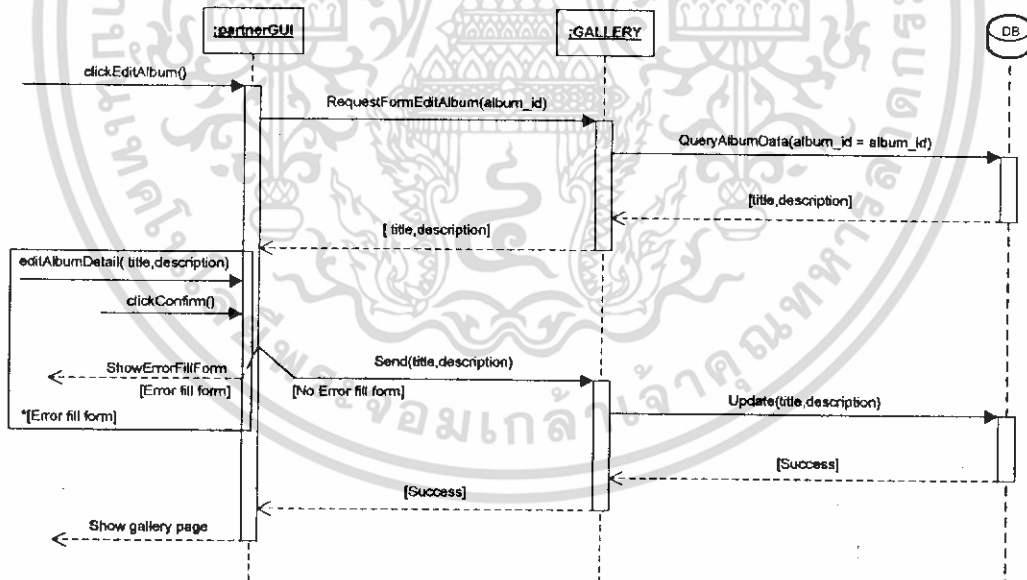 :partnerGUI
:GALLERY
DB
clickEditAlbum()
RequestFormEditAlbum(album_id)
QueryAlbumData(album_id = album_id)
[title,description]
[ title,description]
editAlbumDetail( title,description)
clickConfirm()
ShowErrorFillForm
[Error fill form]
Send(title,description)
[No Error fill form]
*[Error fill form]
Update(title,description)
[Success]
[Success]
Show gallery page